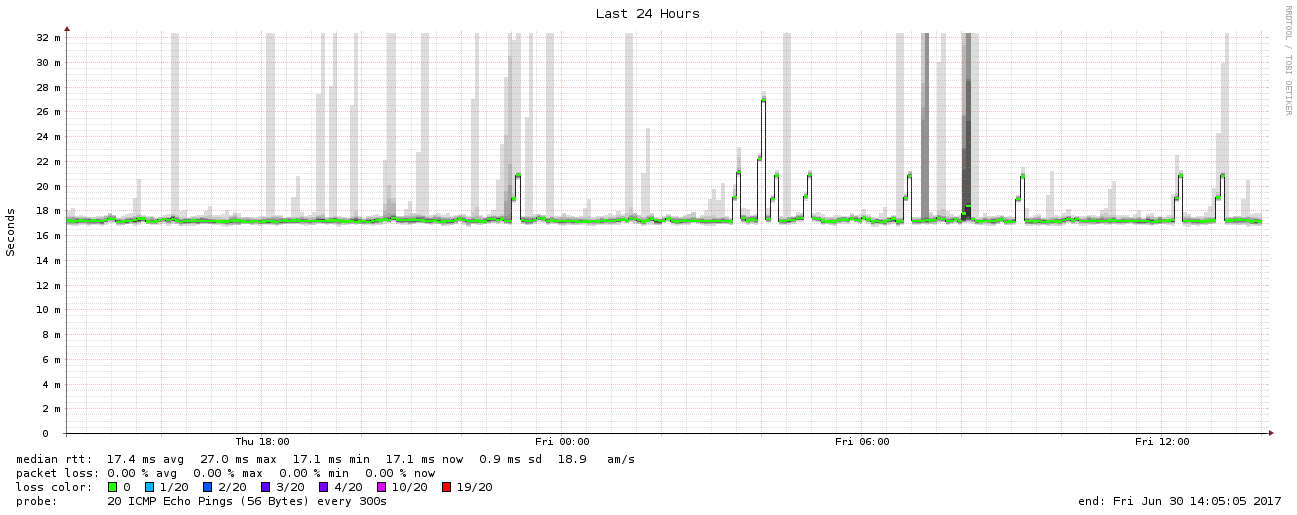 Last 24 Hours
RRDTOOL / TOBI OETIKER
Seconds
32 m
30 m
28 m
26 m
24 m
22 m
20 m
18 m
16 m
14 m
12 m
10 m
8 m
6 m
4 m
2 m
0
Thu 18:00 Fri 00:00 Fri 06:00 Fri 12:00
median rtt: 17.4 ms avg 27.0 ms max 17.1 ms min 17.1 ms now 0.9 ms sd 18.9 am/s
packet loss: 0.00 % avg 0.00 % max 0.00 % min 0.00 % now
loss color: 0 1/20 2/20 3/20 4/20 10/20 19/20
probe: 20 ICMP Echo Pings (56 Bytes) every 300s end: Fri Jun 30 14:05:05 2017